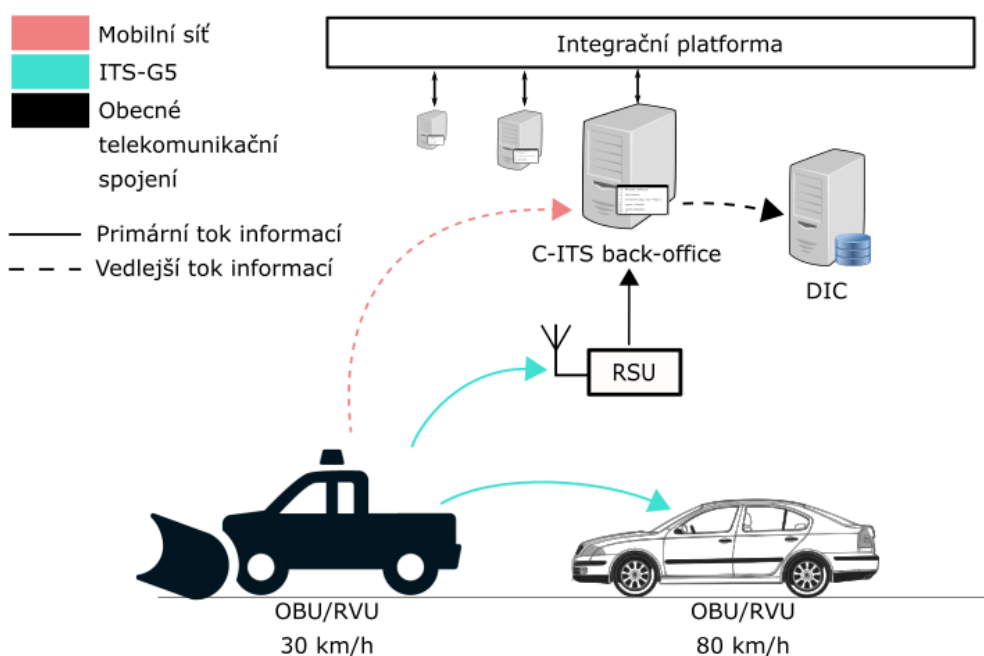 Mobilní síť
ITS-G5
Obecné
telekomunikační
spojení
Primární tok informací
Vedlejší tok informací
Integrační platforma
C-ITS back-office
DIC
RSU
OBU/RVU
30 km/h
OBU/RVU
80 km/h